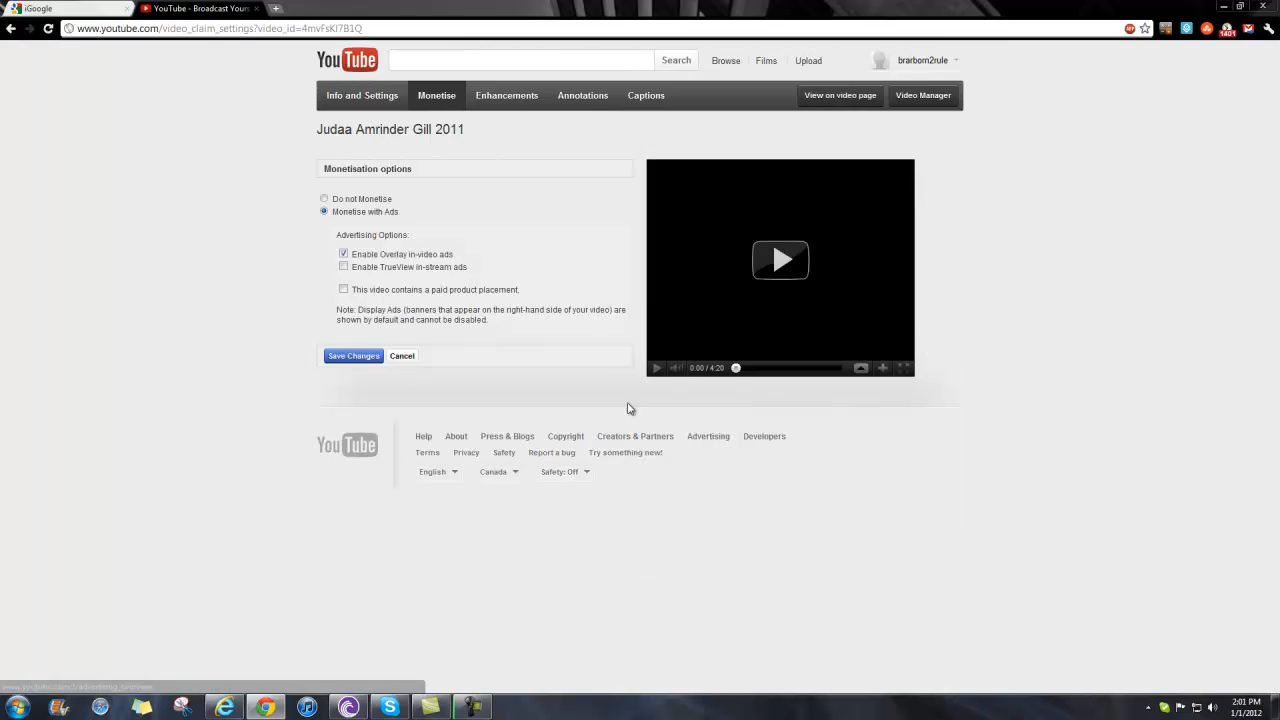 iGoogle
YouTube - Broadcast Yours
www.youtube.com/video_claim_settings?video_id=4mvFsKI7B1Q
1401
YouTube
Search
Browse
Films
Upload
brarborn2rule
Info and Settings
Monetise
Enhancements
Annotations
Captions
View on video page
Video Manager
Judaa Amrinder Gill 2011
Monetisation options
Do not Monetise
Monetise with Ads
Advertising Options:
Enable Overlay in-video ads
Enable TrueView in-stream ads
This video contains a paid product placement.
Note: Display Ads (banners that appear on the right-hand side of your video) are
shown by default and cannot be disabled.
Save Changes
Cancel
0:00 / 4:20
YouTube
Help
About
Press & Blogs
Copyright
Creators & Partners
Advertising
Developers
Terms
Privacy
Safety
Report a bug
Try something new!
English
Canada
Safety: Off
2:01 PM
1/1/2012